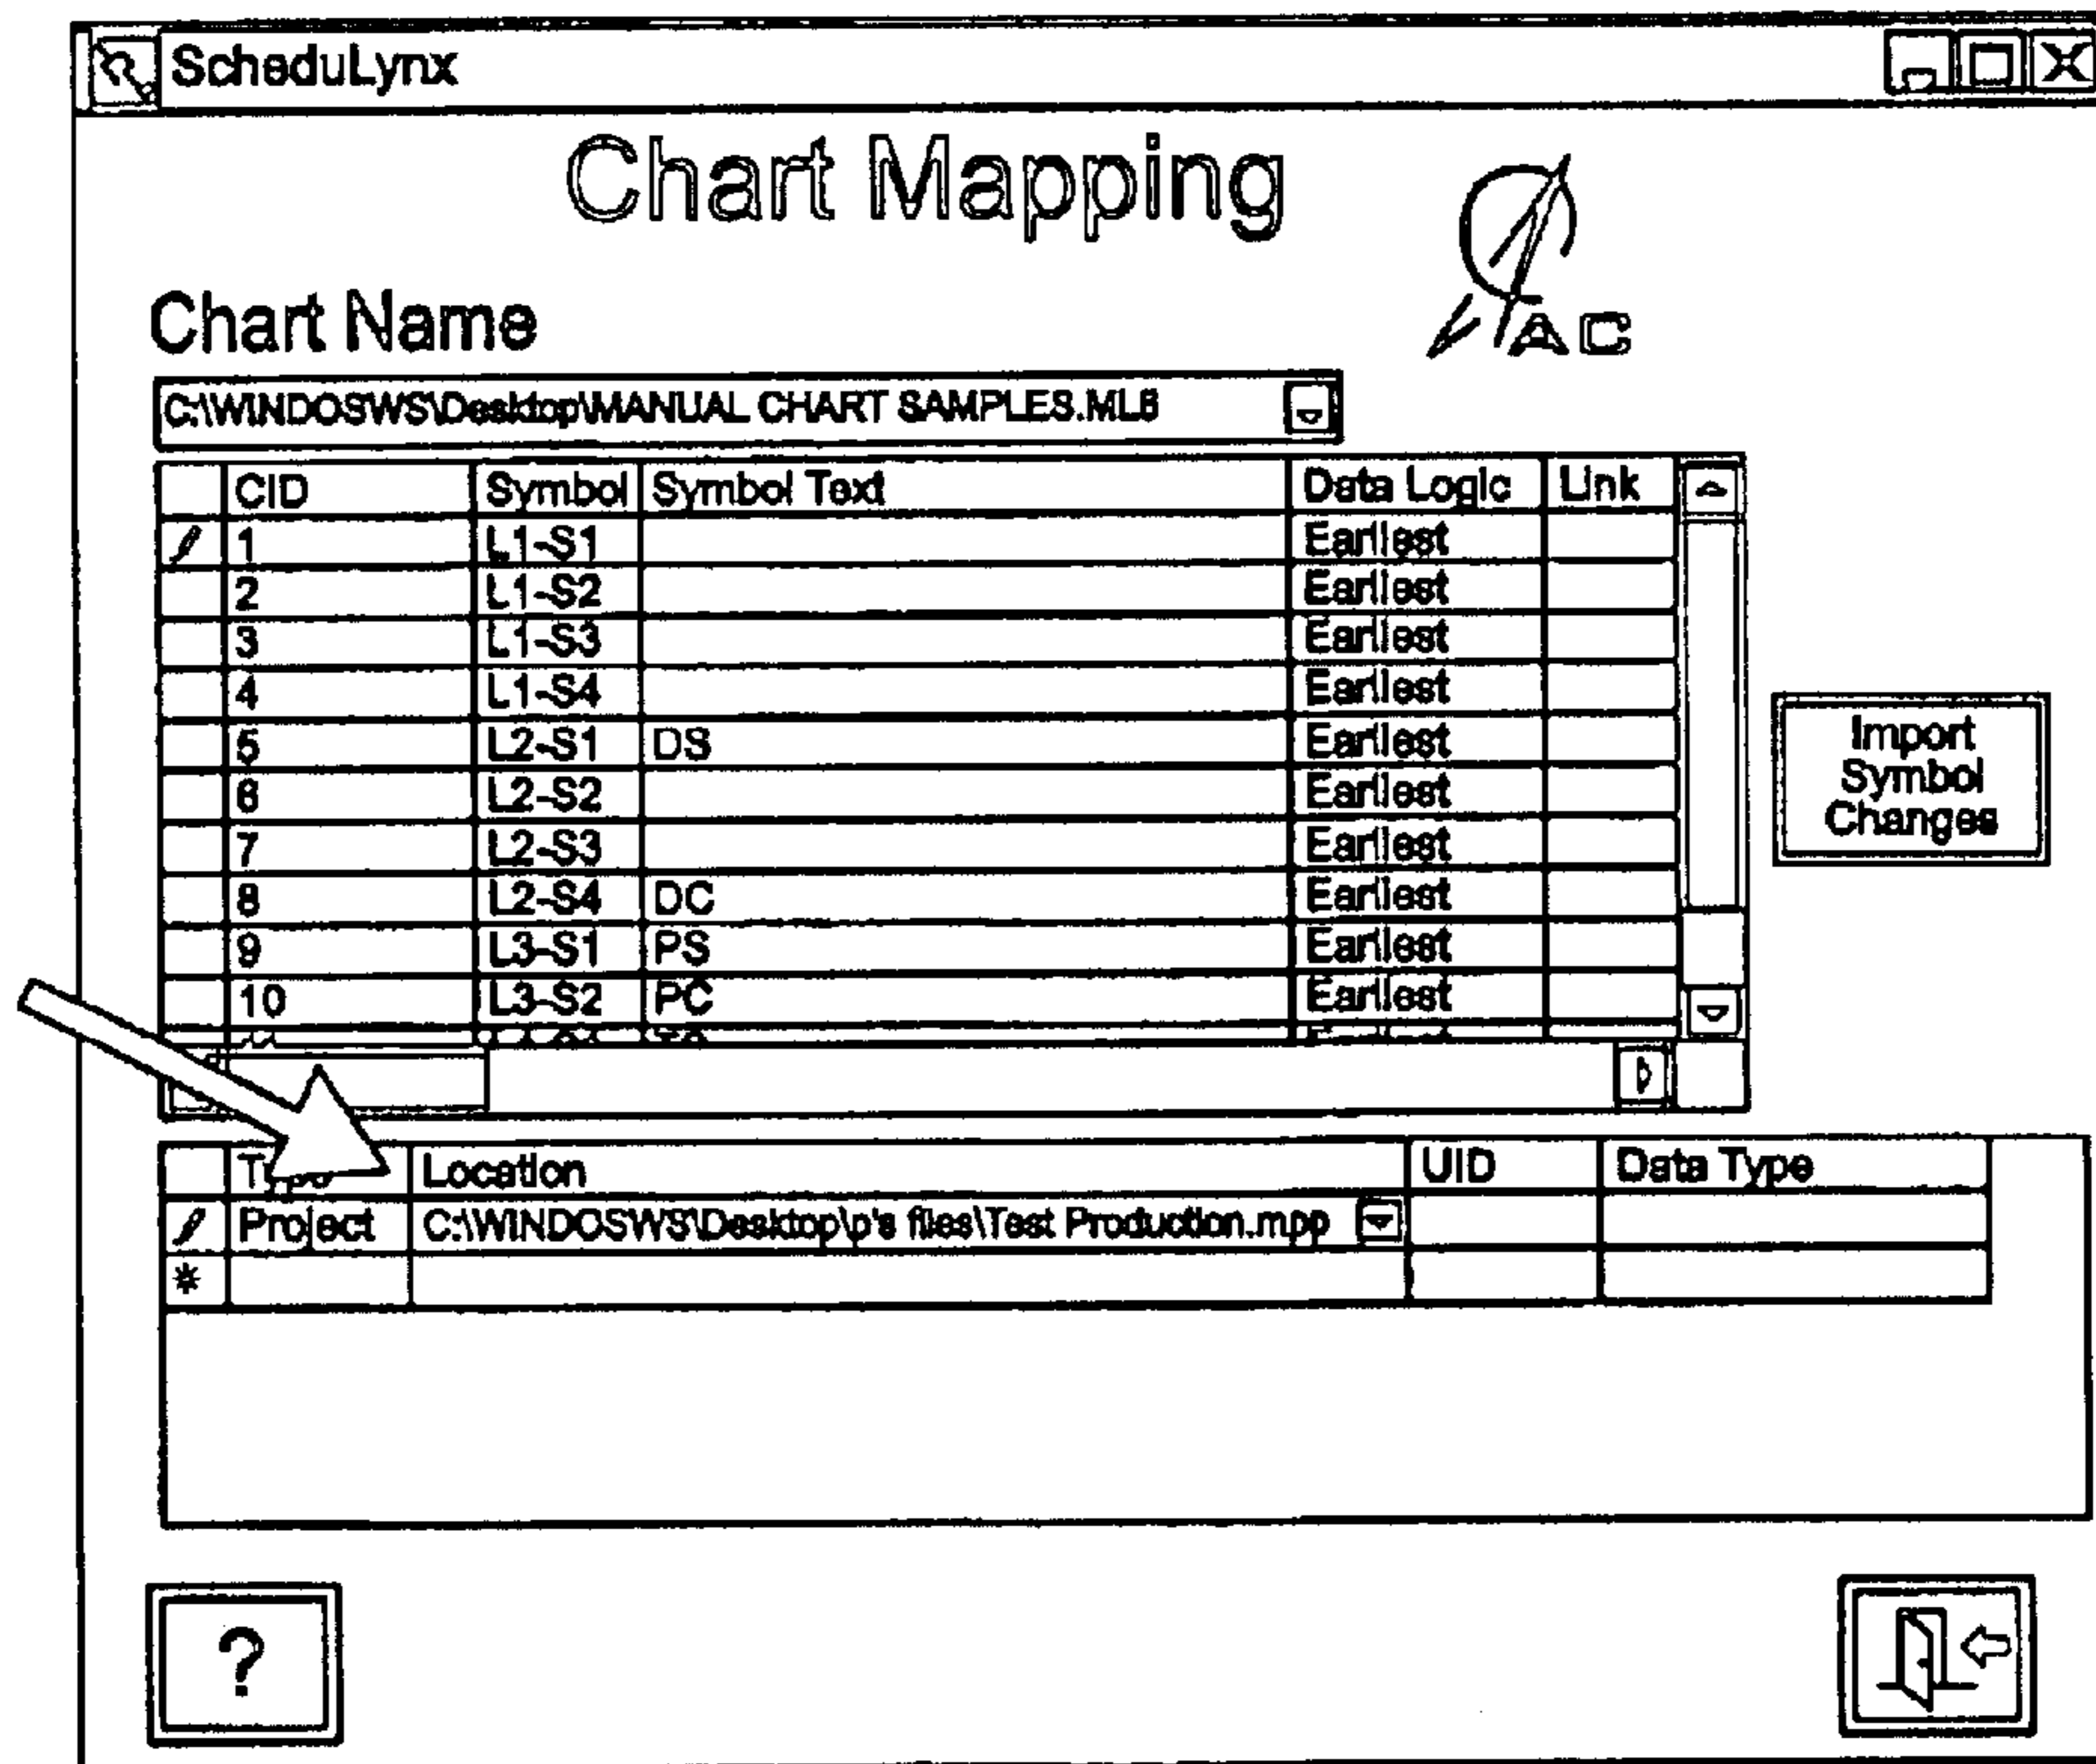 ScheduLynx
Chart Mapping
AC
Chart Name
C:\WINDOSWS\Desktop\MANUAL CHART SAMPLES.ML6
CID Symbol Symbol Text Data Logic Link
1 L1-S1 Earliest
2 L1-S2 Earliest
3 L1-S3 Earliest
4 L1-S4 Earliest
5 L2-S1 DS Earliest
6 L2-S2 Earliest
7 L2-S3 Earliest
8 L2-S4 DC Earliest
9 L3-S1 PS Earliest
10 L3-S2 PC Earliest
Import
Symbol
Changes
Location UID Data Type
Project C:\WINDOSWS\Desktop\p's files\Test Production.mpp
*
?